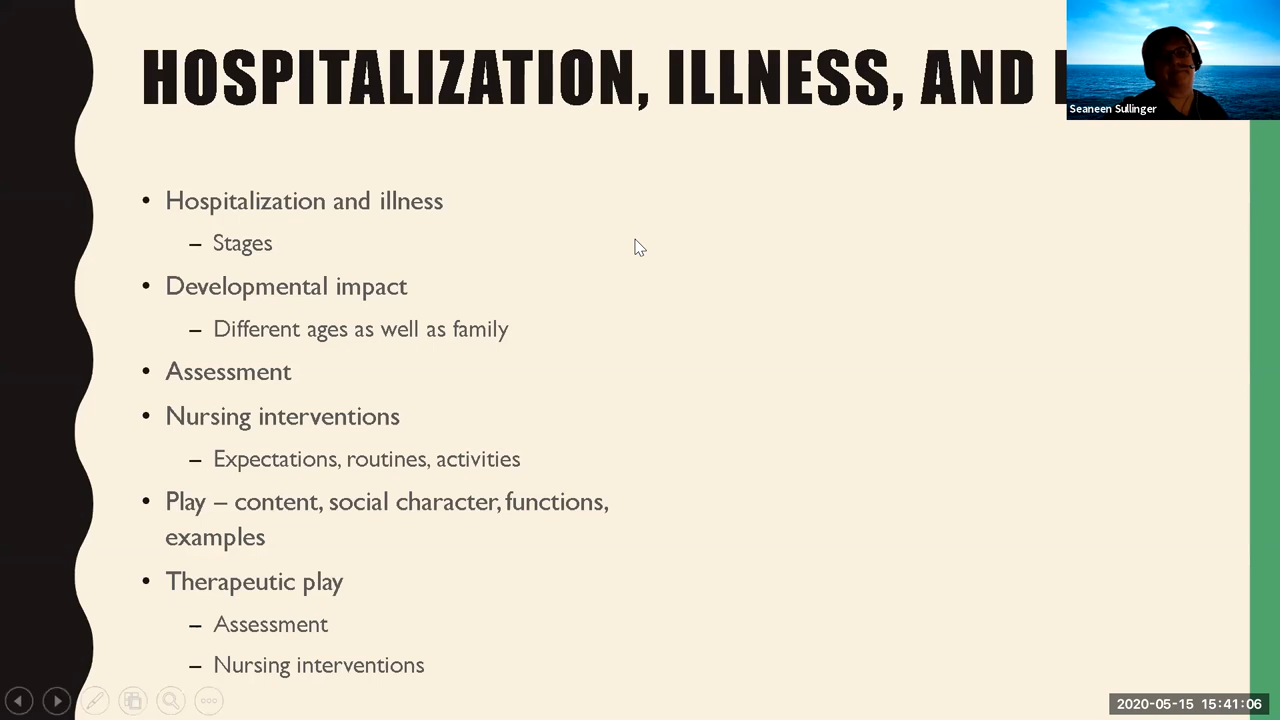 HOSPITALIZATION, ILLNESS, AND
Seaneen Sullinger
• Hospitalization and illness
– Stages
• Developmental impact
– Different ages as well as family
• Assessment
• Nursing interventions
– Expectations, routines, activities
• Play – content, social character, functions,
examples
• Therapeutic play
– Assessment
– Nursing interventions
2020-05-15 15:41:06